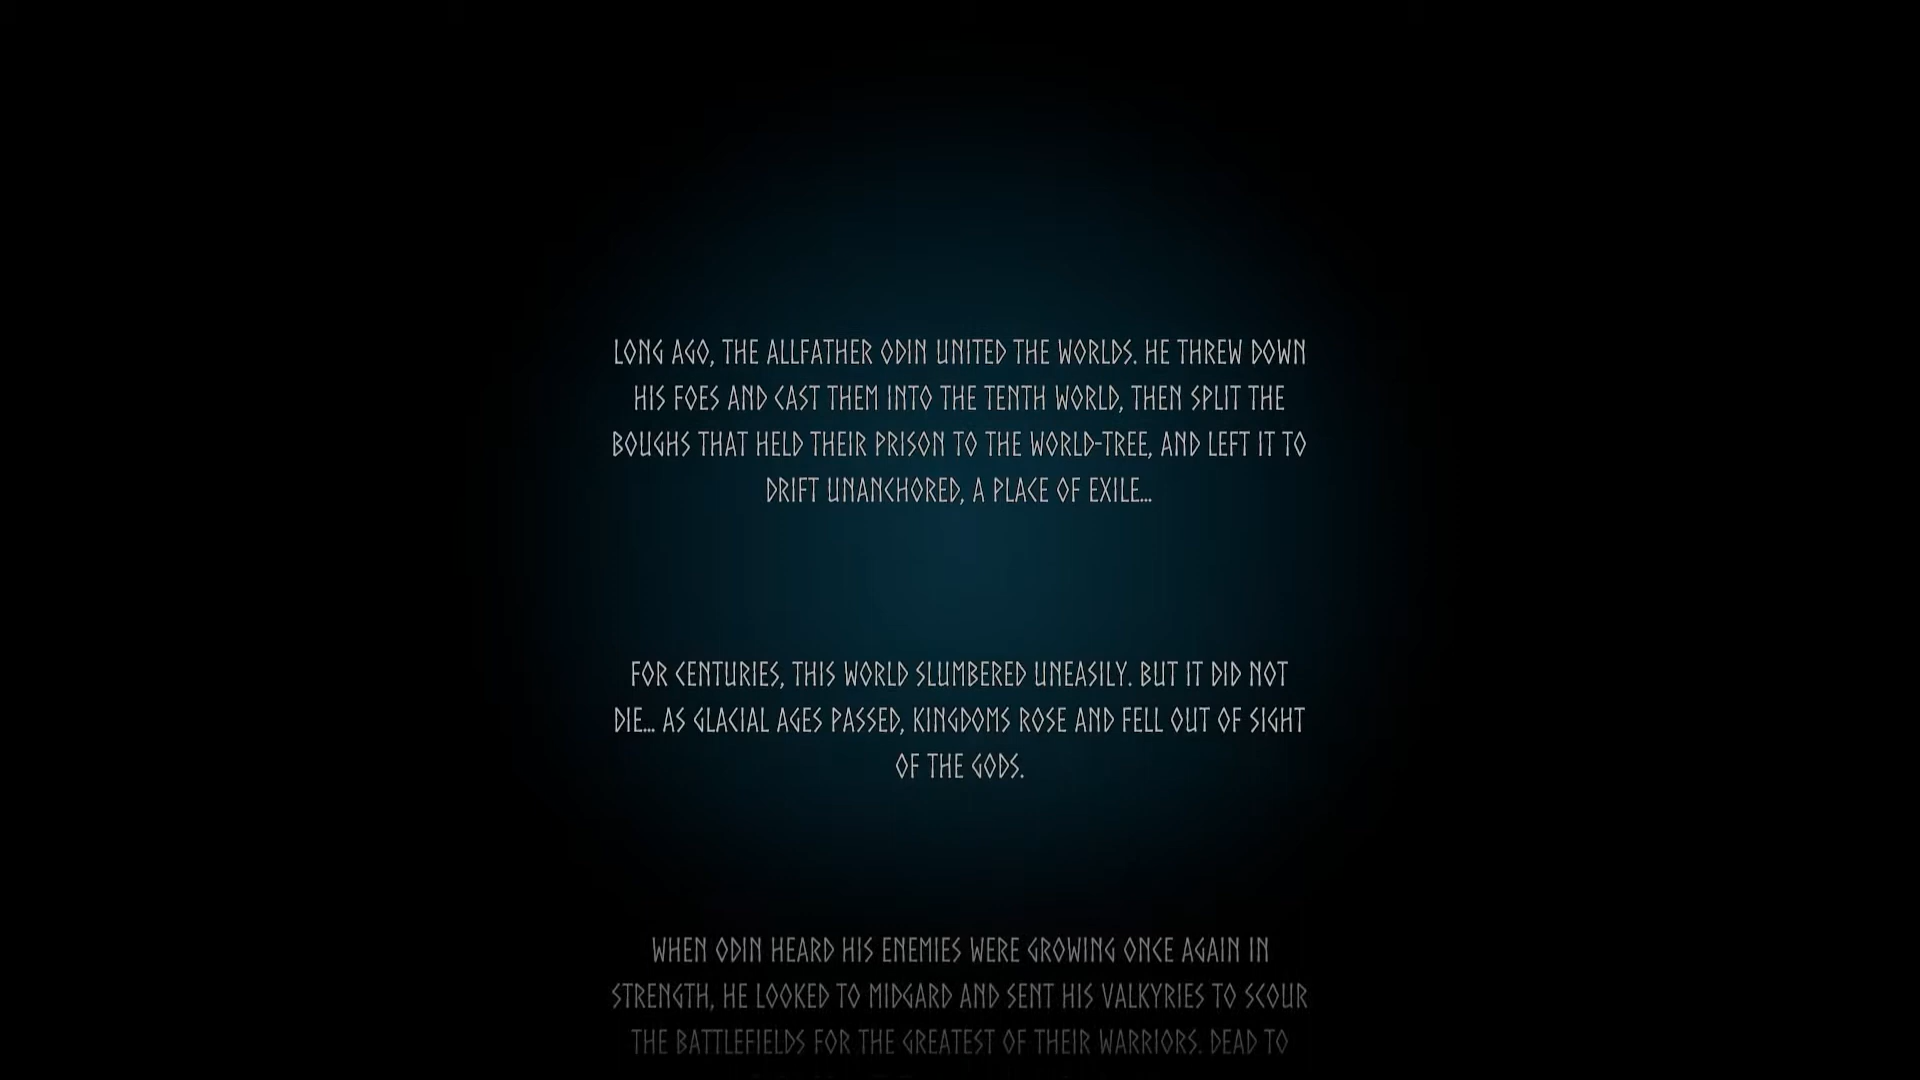 LONG AGO, THE ALLFATHER ODIN UNITED THE WORLDS. HE THREW DOWN
HIS FOES AND CAST THEM INTO THE TENTH WORLD, THEN SPLIT THE
BOUGHS THAT HELD THEIR PRISON TO THE WORLD-TREE, AND LEFT IT TO
DRIFT UNANCHORED, A PLACE OF EXILE...
FOR CENTURIES, THIS WORLD SLUMBERED UNEASILY. BUT IT DID NOT
DIE... AS GLACIAL AGES PASSED, KINGDOMS ROSE AND FELL OUT OF SIGHT
OF THE GODS.
WHEN ODIN HEARD HIS ENEMIES WERE GROWING ONCE AGAIN IN
STRENGTH, HE LOOKED TO MIDGARD AND SENT HIS VALKYRIES TO SCOUR
THE BATTLEFIELDS FOR THE GREATEST OF THEIR WARRIORS. DEAD TO